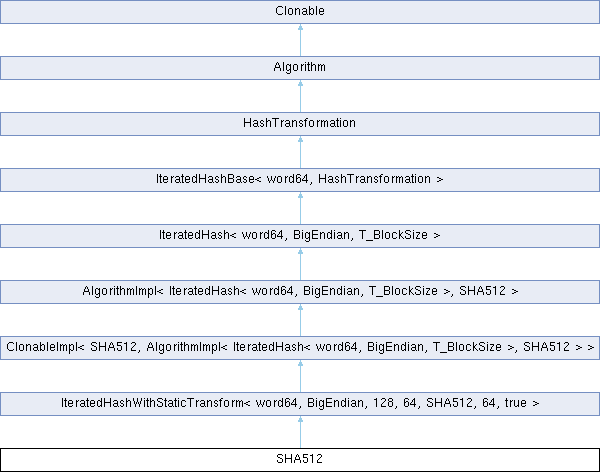 Clonable
Algorithm
HashTransformation
IteratedHashBase< word64, HashTransformation >
IteratedHash< word64, BigEndian, T_BlockSize >
AlgorithmImpl< IteratedHash< word64, BigEndian, T_BlockSize >, SHA512 >
ClonableImpl< SHA512, AlgorithmImpl< IteratedHash< word64, BigEndian, T_BlockSize >, SHA512 > >
IteratedHashWithStaticTransform< word64, BigEndian, 128, 64, SHA512, 64, true >
SHA512